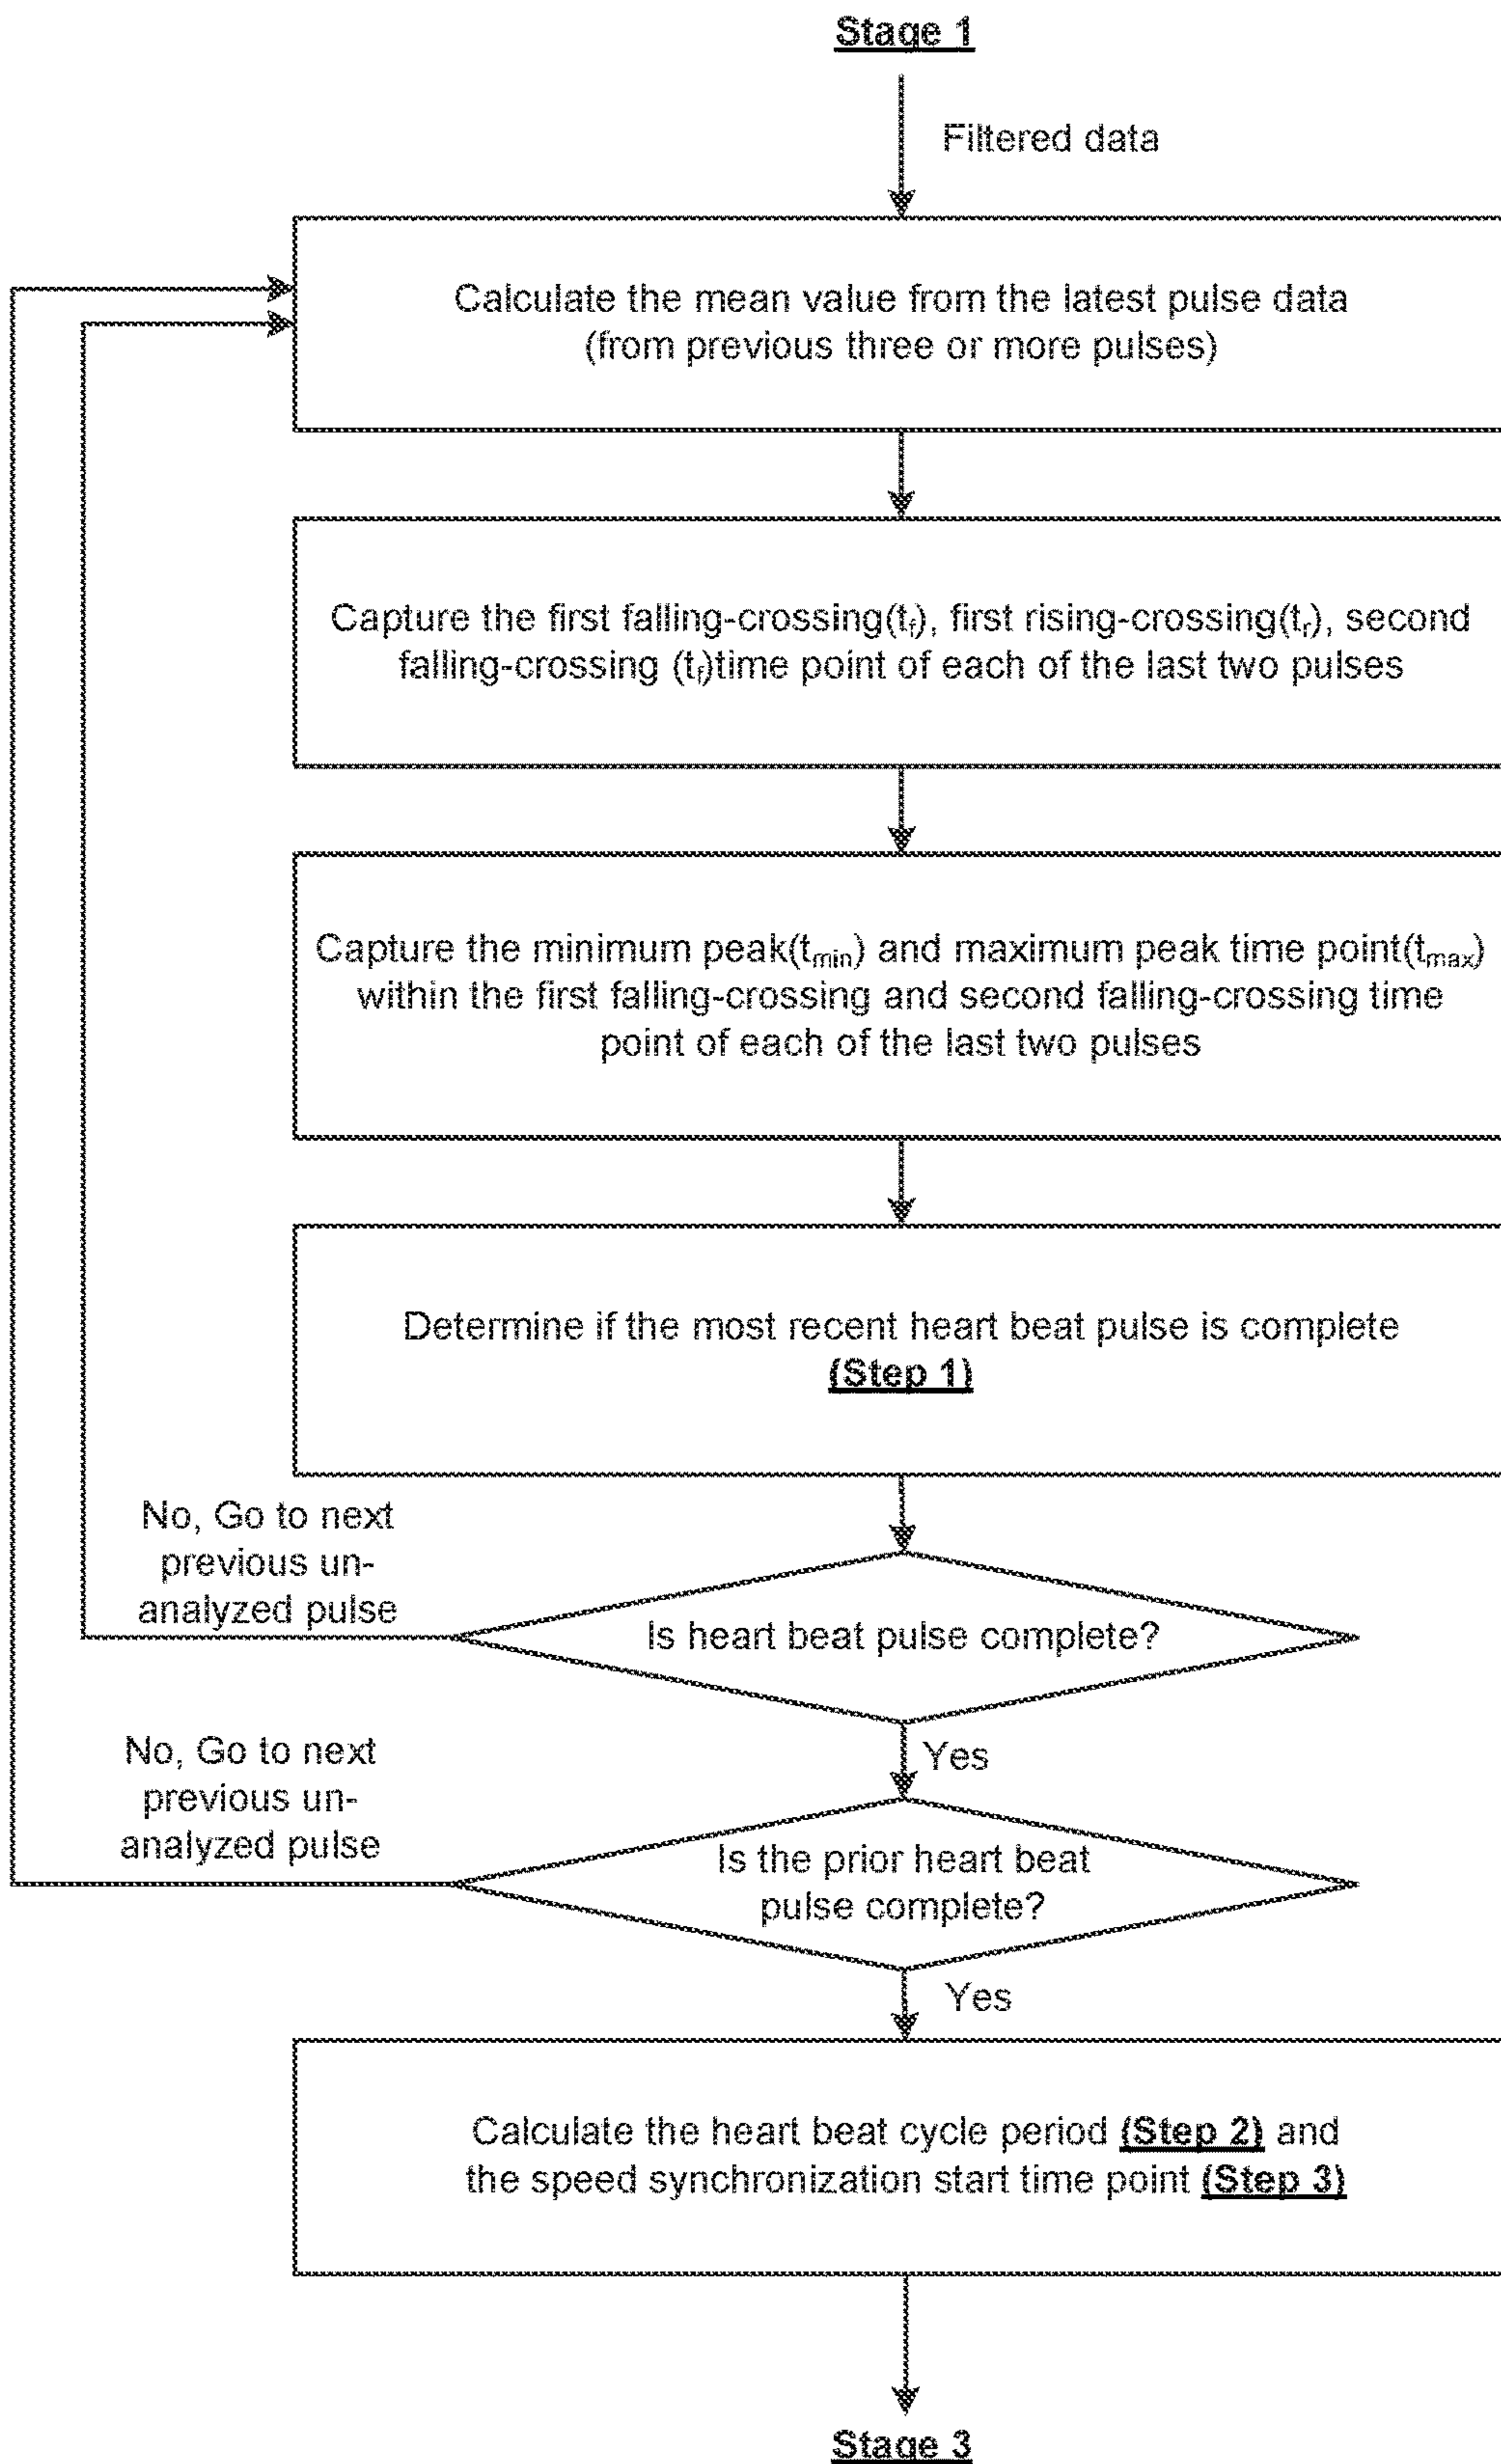 Stage 1
Filtered data
Calculate the mean value from the latest pulse data
(from previous three or more pulses)
Capture the first falling-crossing(tf), first rising-crossing(tr), second
falling-crossing (tf)time point of each of the last two pulses
Capture the minimum peak(tmin) and maximum peak time point(tmax)
within the first falling-crossing and second falling-crossing time
point of each of the last two pulses
Determine if the most recent heart beat pulse is complete
(Step 1)
No, Go to next
previous un-
analyzed pulse
Is heart beat pulse complete?
Yes
No, Go to next
previous un-
analyzed pulse
Is the prior heart beat
pulse complete?
Yes
Calculate the heart beat cycle period (Step 2) and
the speed synchronization start time point (Step 3)
Stage 3